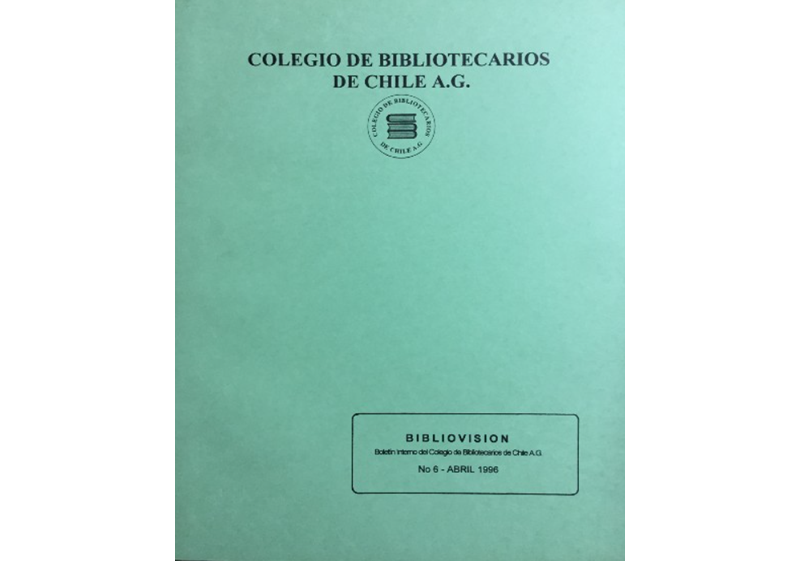 COLEGIO DE BIBLIOTECARIOS
DE CHILE A.G.
COLEGIO DE BIBLIOTECARIOS
DE CHILE A.G
BIBLIOVISION
Boletín Interno del Colegio de Bibliotecarios de Chile A.G.
No 6 - ABRIL 1996